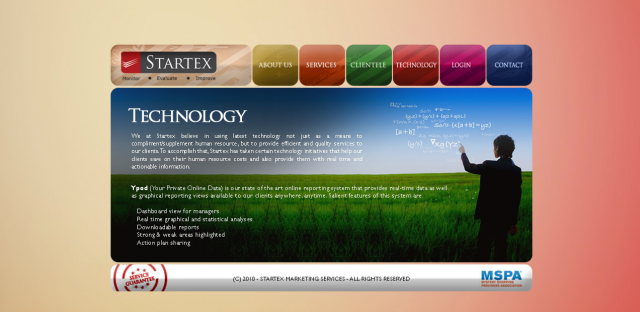 STARTEX
Monitor • Evaluate • Improve
ABOUT US
SERVICES
CLIENTELE
TECHNOLOGY
LOGIN
CONTACT
TECHNOLOGY
We at Startex believe in using latest technology not just as a means to
compliment/supplement human resource, but to provide efficient and quality services to
our clients. To accomplish that, Startex has taken certain technology initiatives that help our
clients save on their human resource costs and also provide them with real time and
actionable information.
Ypod (Your Private Online Data) is our state of the art online reporting system that provides real-time data as well
as graphical reporting views available to our clients anywhere, anytime. Salient features of this system are
Dashboard view for managers
Real time graphical and statistical analyses
Downloadable reports
Strong & weak areas highlighted
Action plan sharing
SERVICE
GUARANTEE
(C) 2010 - STARTEX MARKETING SERVICES - ALL RIGHTS RESERVED
MSPA